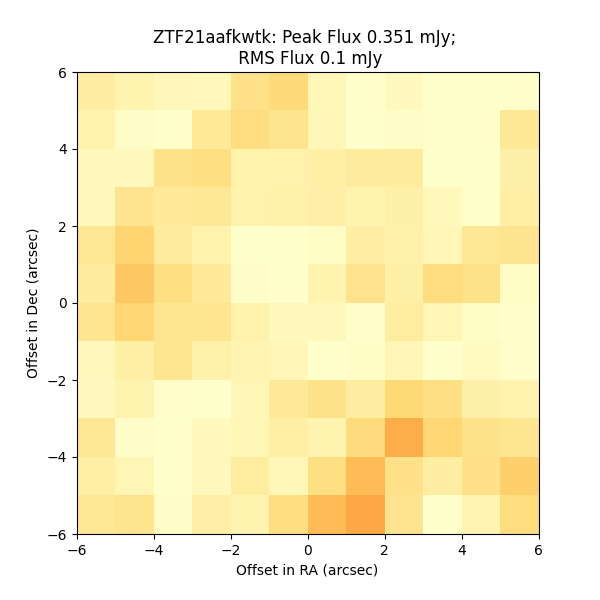 ZTF21aafkwtk: Peak Flux 0.351 mJy;
RMS Flux 0.1 mJy
6
4
2
0
−2
−4
−6
Offset in Dec (arcsec)
−6 −4 −2 0 2 4 6
Offset in RA (arcsec)